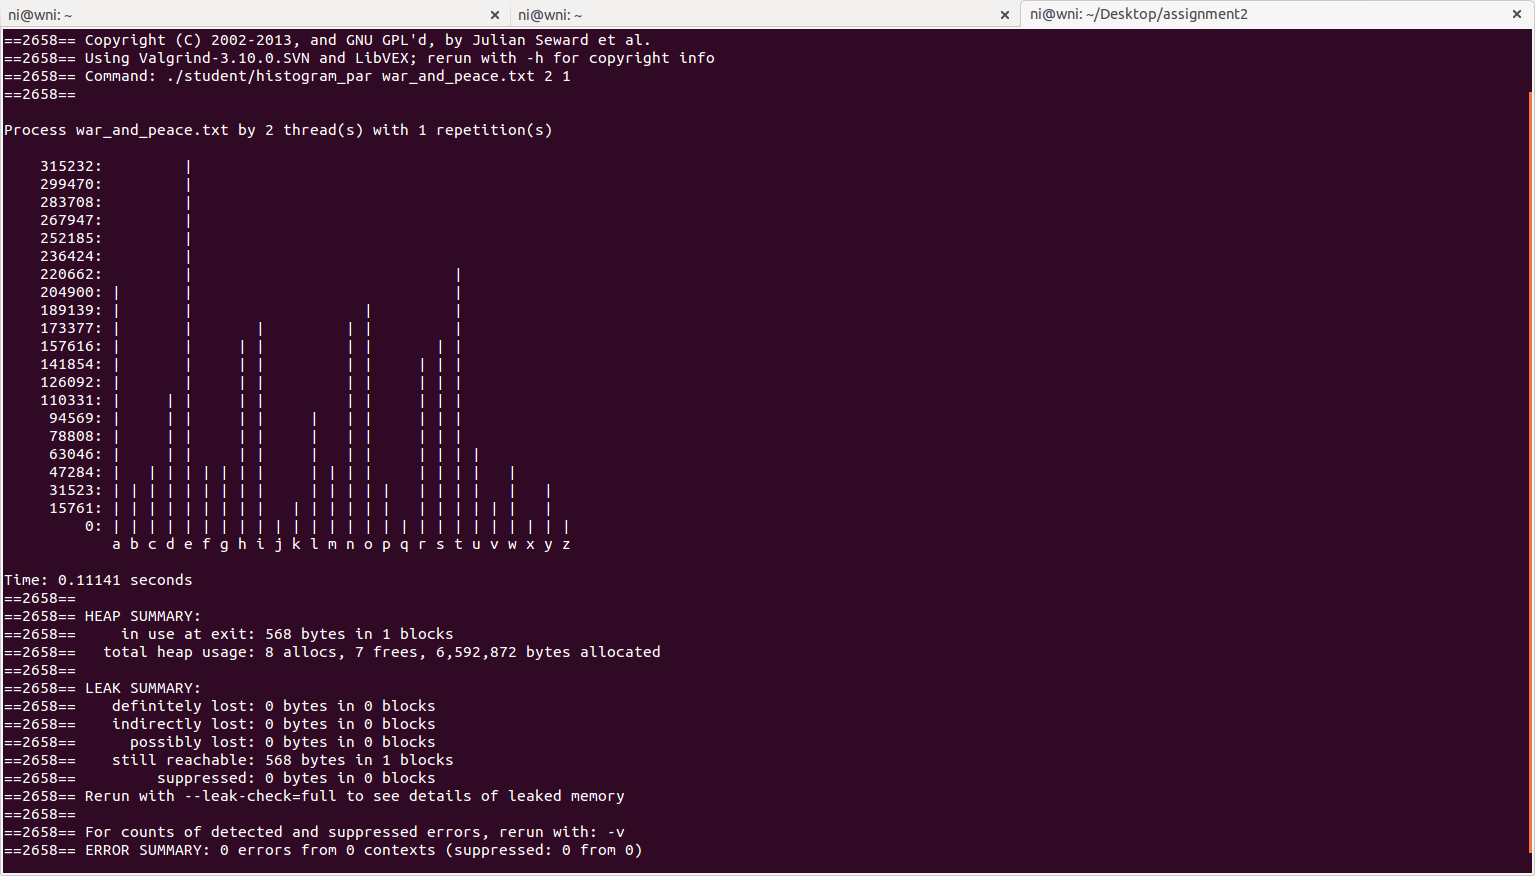 ni@wni: ~ × ni@wni: ~ × ni@wni: ~/Desktop/assignment2 ×
==2658== Copyright (C) 2002-2013, and GNU GPL'd, by Julian Seward et al.
==2658== Using Valgrind-3.10.0.SVN and LibVEX; rerun with -h for copyright info
==2658== Command: ./student/histogram_par war_and_peace.txt 2 1
==2658==
Process war_and_peace.txt by 2 thread(s) with 1 repetition(s)
315232:         |
299470:         |
283708:         |
267947:         |
252185:         |
236424:         |
220662:         |                             |
204900: |       |                             |
189139: |       |                   |         |
173377: |       |       |         | |         |
157616: |       |     | |         | |       | |
141854: |       |     | |         | |     | | |
126092: |       |     | |         | |     | | |
110331: |     | |     | |         | |     | | |
94569: |     | |     | |     |   | |     | | |
78808: |     | |     | |     |   | |     | | |
63046: |     | |     | |     |   | |     | | | |
47284: |   | | | | | | |     | | | |     | | | |   |
31523: | | | | | | | | |     | | | | |   | | | |   |   |
15761: | | | | | | | | |   | | | | | |   | | | | | |   |
0: | | | | | | | | | | | | | | | | | | | | | | | | | |
a b c d e f g h i j k l m n o p q r s t u v w x y z
Time: 0.11141 seconds
==2658==
==2658== HEAP SUMMARY:
==2658==     in use at exit: 568 bytes in 1 blocks
==2658==   total heap usage: 8 allocs, 7 frees, 6,592,872 bytes allocated
==2658==
==2658== LEAK SUMMARY:
==2658==    definitely lost: 0 bytes in 0 blocks
==2658==    indirectly lost: 0 bytes in 0 blocks
==2658==      possibly lost: 0 bytes in 0 blocks
==2658==    still reachable: 568 bytes in 1 blocks
==2658==         suppressed: 0 bytes in 0 blocks
==2658== Rerun with --leak-check=full to see details of leaked memory
==2658==
==2658== For counts of detected and suppressed errors, rerun with: -v
==2658== ERROR SUMMARY: 0 errors from 0 contexts (suppressed: 0 from 0)